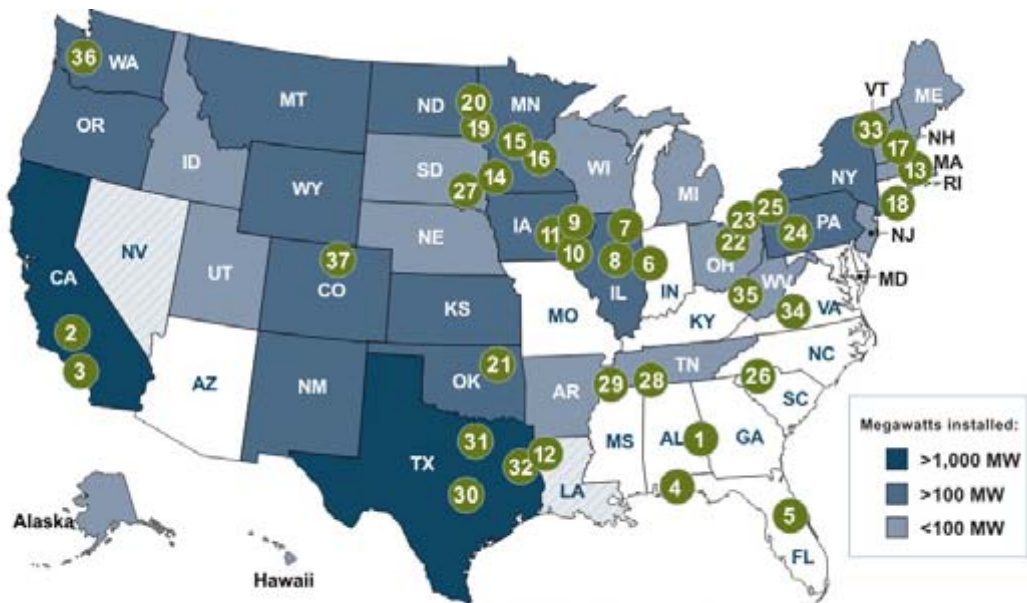 36
WA
MT
ND
20
MN
VT
ME
OR
19
15
16
33
17
NH
ID
SD
WI
MI
NY
13
MA
RI
WY
14
27
18
IA
11
9
10
7
23
25
22
24
PA
NJ
NV
NE
8
6
OH
CA
UT
37
CO
IL
IN
WV
35
MD
KS
MO
KY
34
VA
2
3
AZ
NM
OK
21
AR
29
28
TN
26
NC
SC
Megawatts installed:
>1,000 MW
>100 MW
<100 MW
TX
31
32
12
MS
AL
1
GA
30
LA
4
5
FL
Alaska
Hawaii